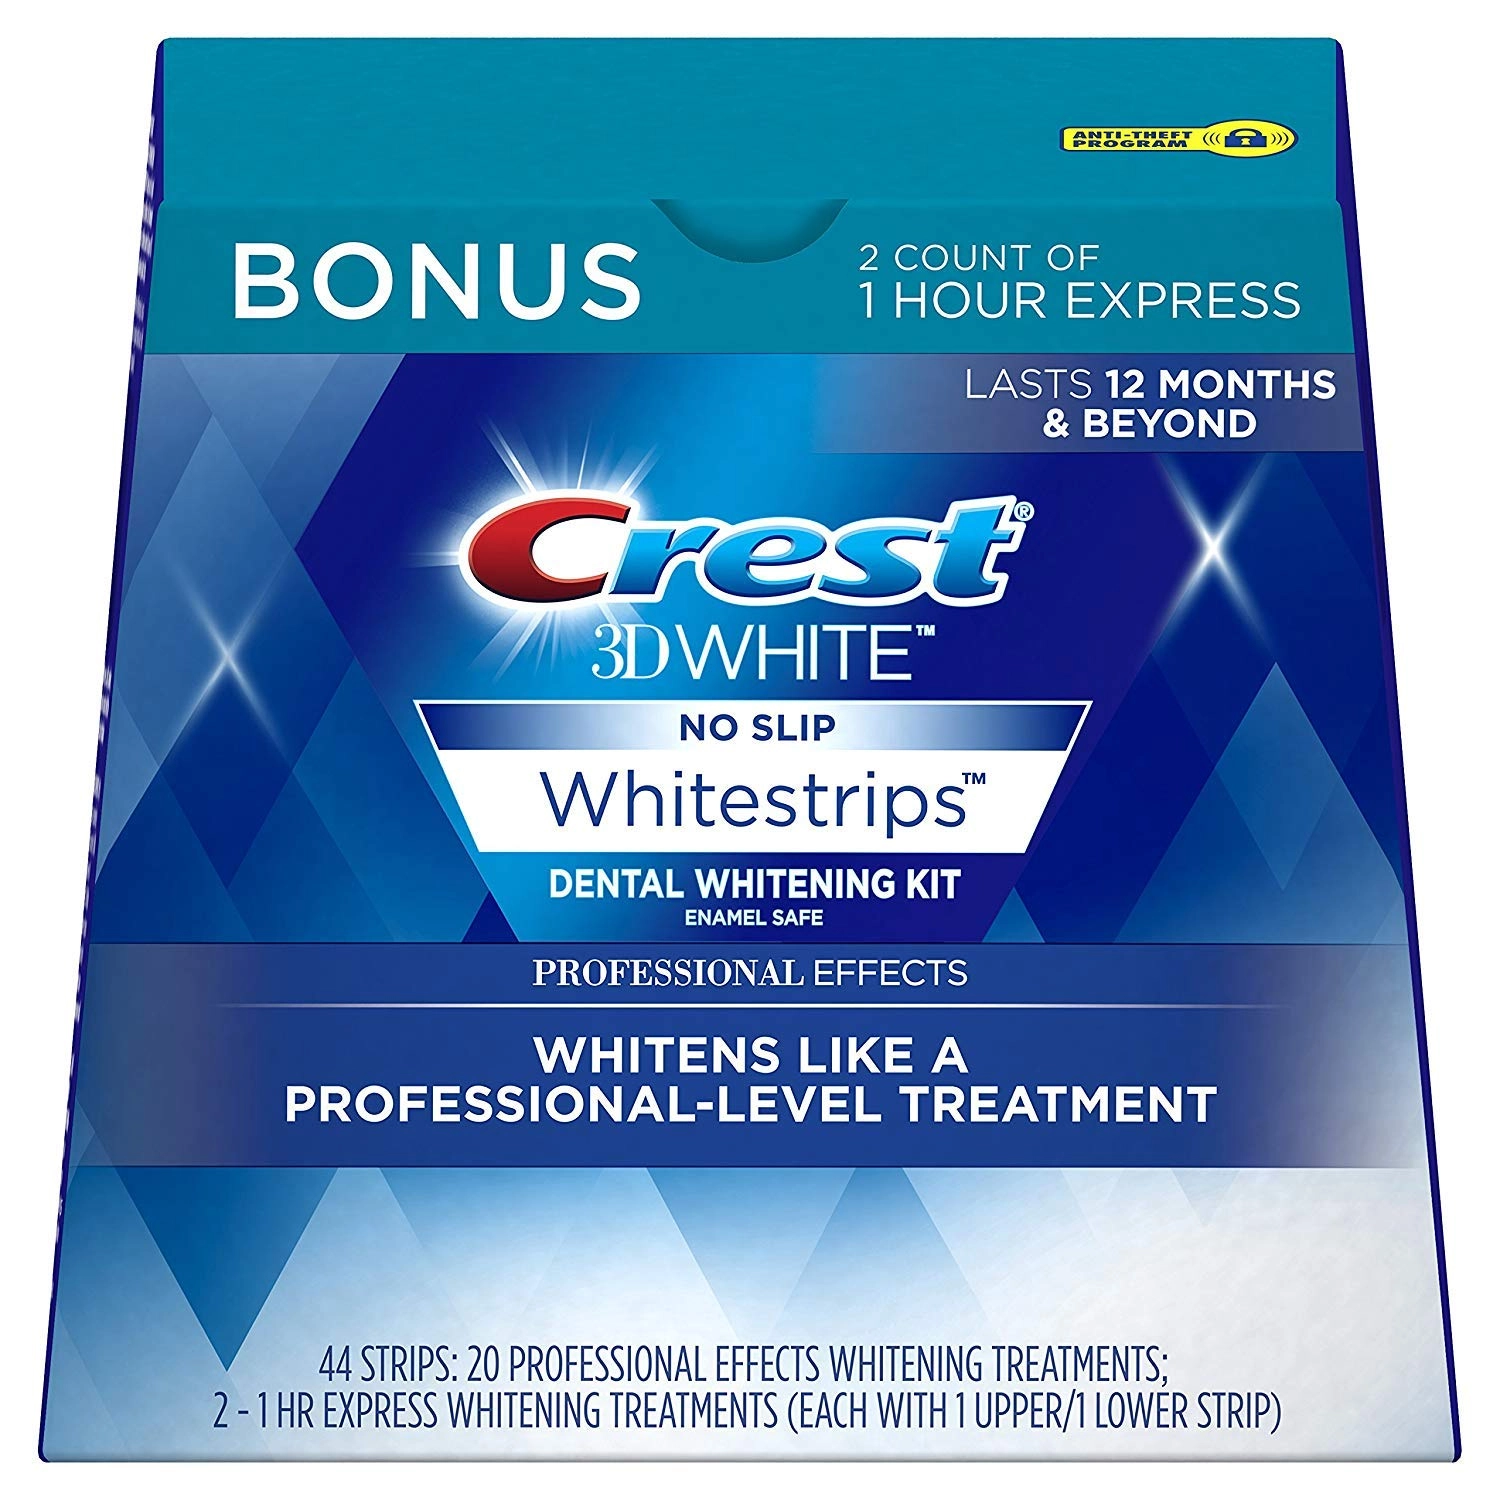 ANTI-THEFT
PROGRAM
BONUS
2 COUNT OF
1 HOUR EXPRESS
LASTS 12 MONTHS
& BEYOND
Crest®
3D WHITE™
NO SLIP
Whitestrips™
DENTAL WHITENING KIT
ENAMEL SAFE
PROFESSIONAL EFFECTS
WHITENS LIKE A
PROFESSIONAL-LEVEL TREATMENT
44 STRIPS: 20 PROFESSIONAL EFFECTS WHITENING TREATMENTS;
2 - 1 HR EXPRESS WHITENING TREATMENTS (EACH WITH 1 UPPER/1 LOWER STRIP)